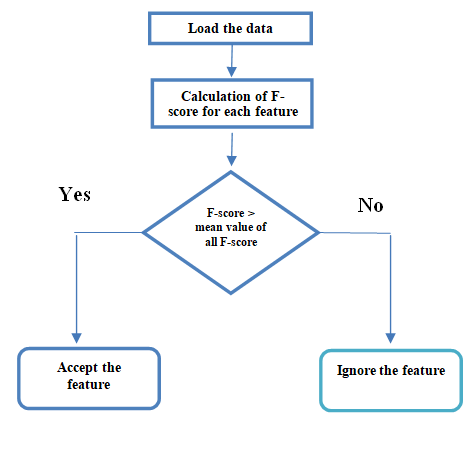 Load the data
Calculation of F-
score for each feature
Yes
No
F-score >
mean value of
all F-score
Accept the
feature
Ignore the feature